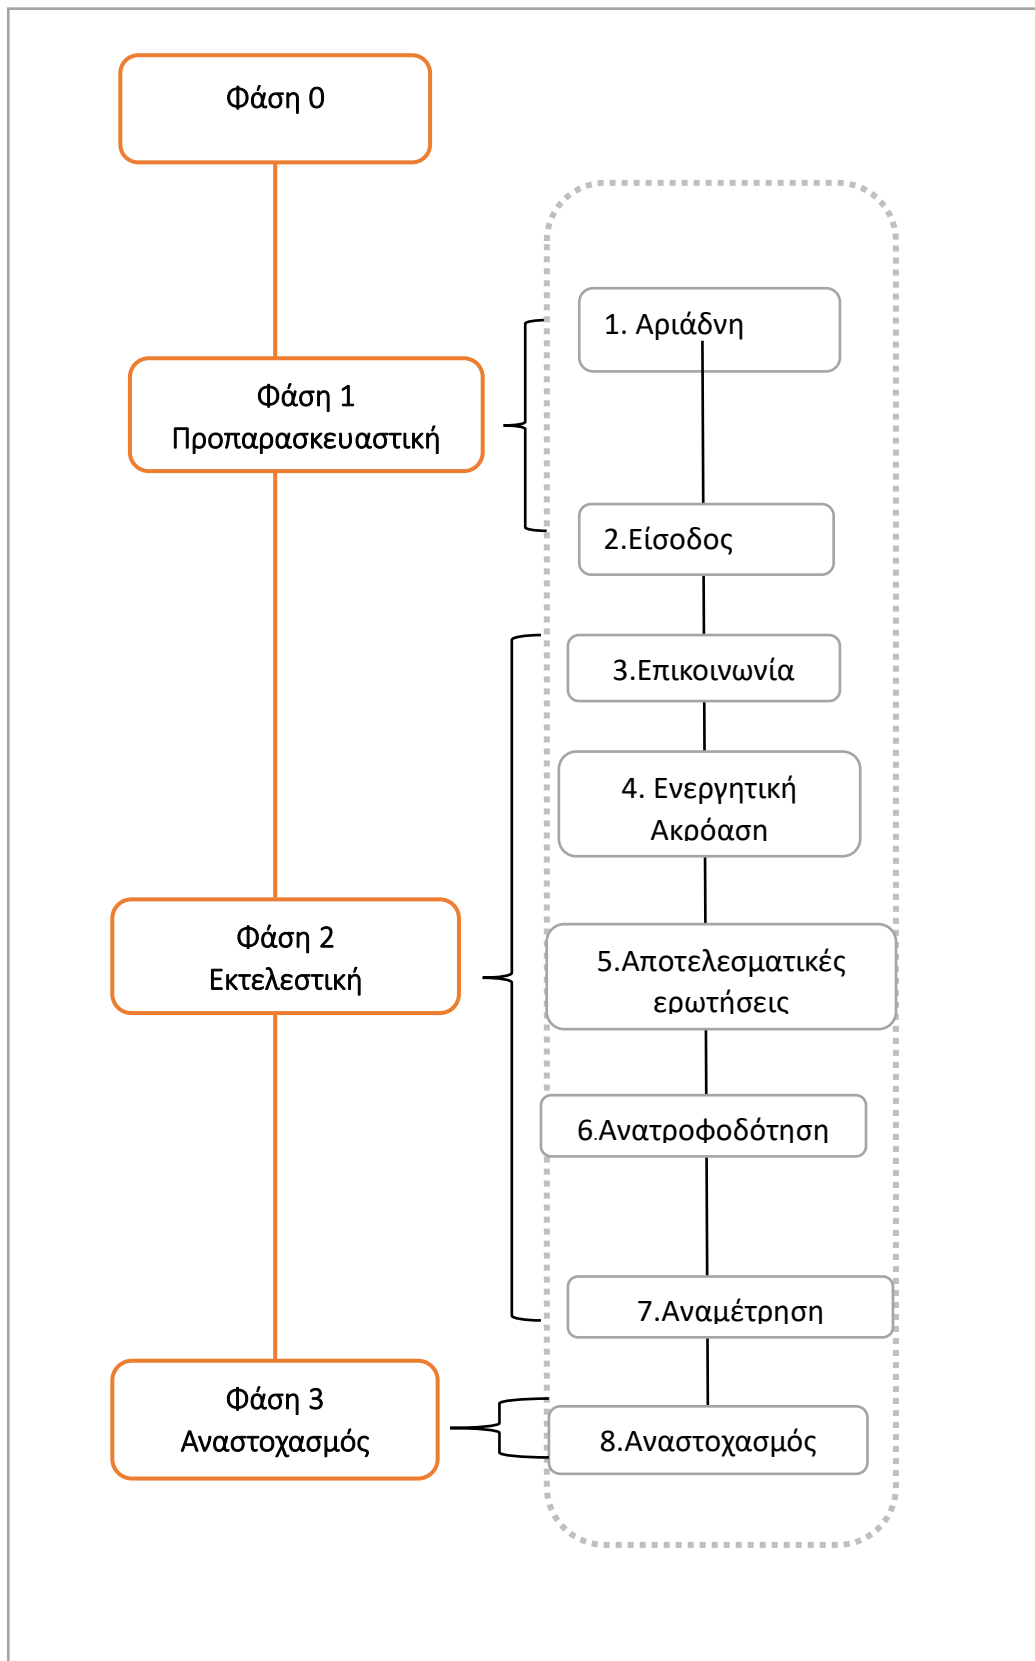 Φάση 0
Φάση 1
Προπαρασκευαστική
Φάση 2
Εκτελεστική
Φάση 3
Αναστοχασμός
1. Αριάδνη
2.Είσοδος
3.Επικοινωνία
4. Ενεργητική
Ακρόαση
5.Αποτελεσματικές
ερωτήσεις
6.Ανατροφοδότηση
7.Αναμέτρηση
8.Αναστοχασμός